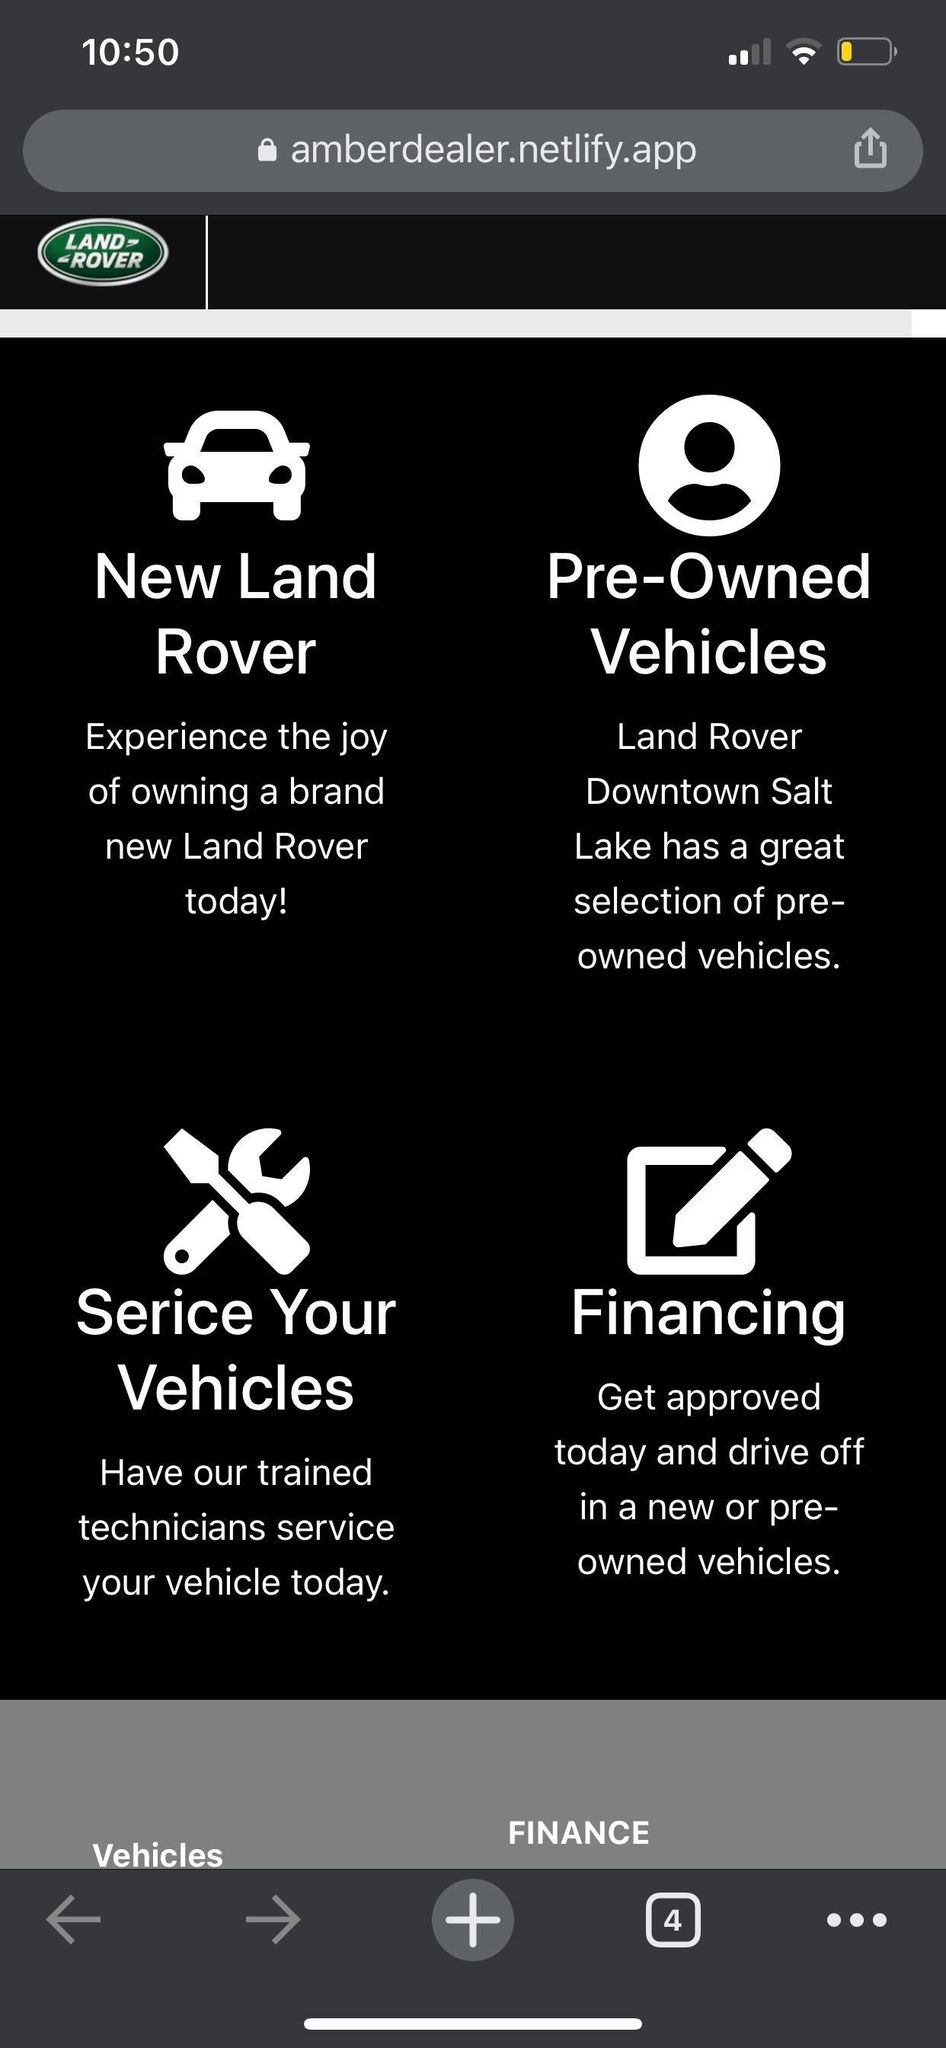 10:50
amberdealer.netlify.app
LAND-
-ROVER
New Land
Rover
Experience the joy
of owning a brand
new Land Rover
today!
Pre-Owned
Vehicles
Land Rover
Downtown Salt
Lake has a great
selection of pre-
owned vehicles.
Serice Your
Vehicles
Have our trained
technicians service
your vehicle today.
Financing
Get approved
today and drive off
in a new or pre-
owned vehicles.
Vehicles
FINANCE
4